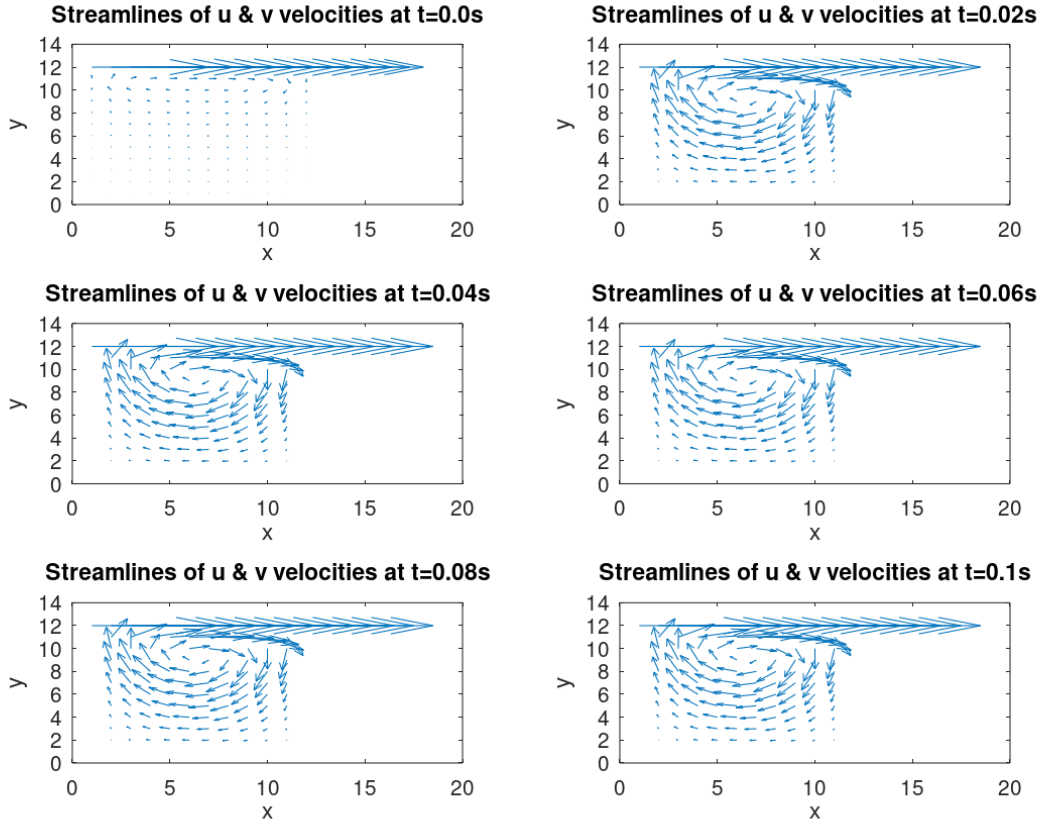 Streamlines of u & v velocities at t=0.0s
14
12
10
8
6
4
2
0
y
0 5 10 15 20
x
Streamlines of u & v velocities at t=0.02s
14
12
10
8
6
4
2
0
y
0 5 10 15 20
x
Streamlines of u & v velocities at t=0.04s
14
12
10
8
6
4
2
0
y
0 5 10 15 20
x
Streamlines of u & v velocities at t=0.06s
14
12
10
8
6
4
2
0
y
0 5 10 15 20
x
Streamlines of u & v velocities at t=0.08s
14
12
10
8
6
4
2
0
y
0 5 10 15 20
x
Streamlines of u & v velocities at t=0.1s
14
12
10
8
6
4
2
0
y
0 5 10 15 20
x